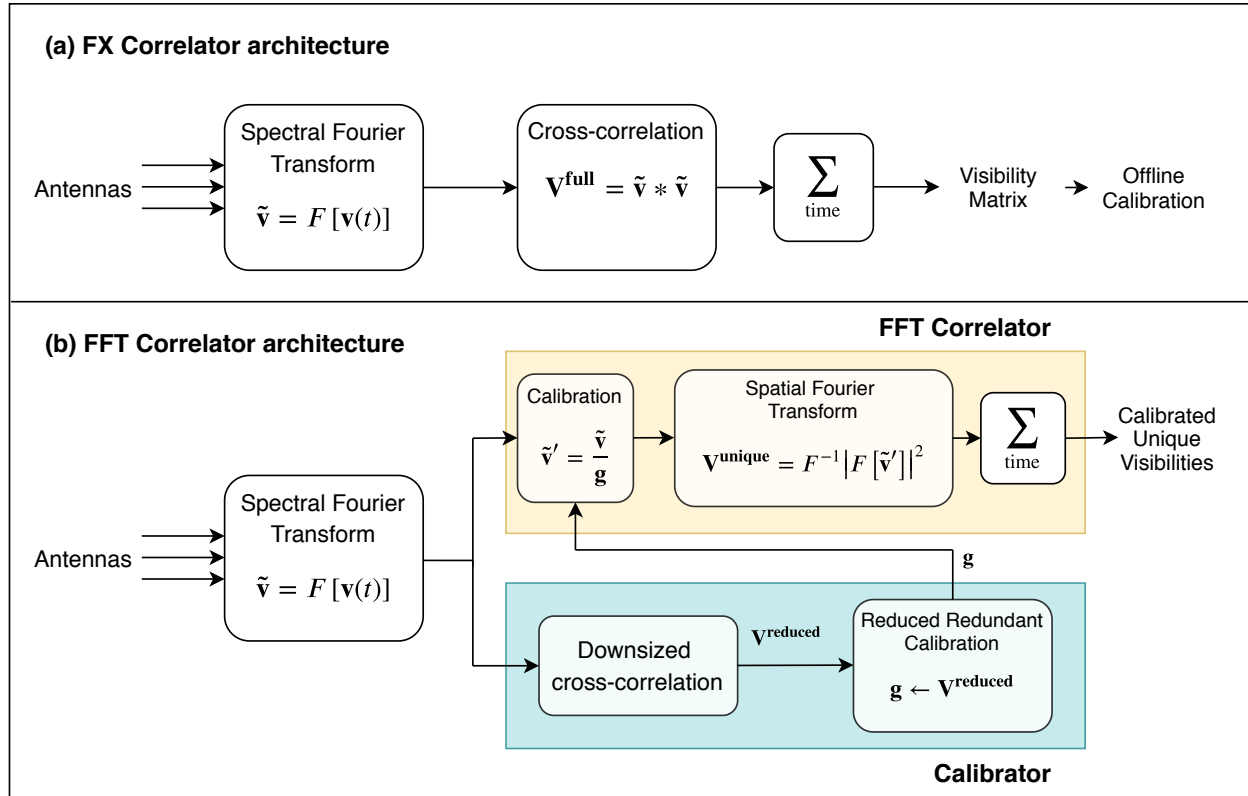 (a) FX Correlator architecture
Antennas
Spectral Fourier
Transform
ṽ = F [v(t)]
Cross-correlation
V^full = ṽ ∗ ṽ
∑
time
Visibility
Matrix
Offline
Calibration
(b) FFT Correlator architecture
FFT Correlator
Antennas
Spectral Fourier
Transform
ṽ = F [v(t)]
Calibration
ṽ′ = ṽ/g
Spatial Fourier
Transform
V^unique = F⁻¹|F [ṽ′]|²
∑
time
Calibrated
Unique
Visibilities
g
Downsized
cross-correlation
V^reduced
Reduced Redundant
Calibration
g ← V^reduced
Calibrator